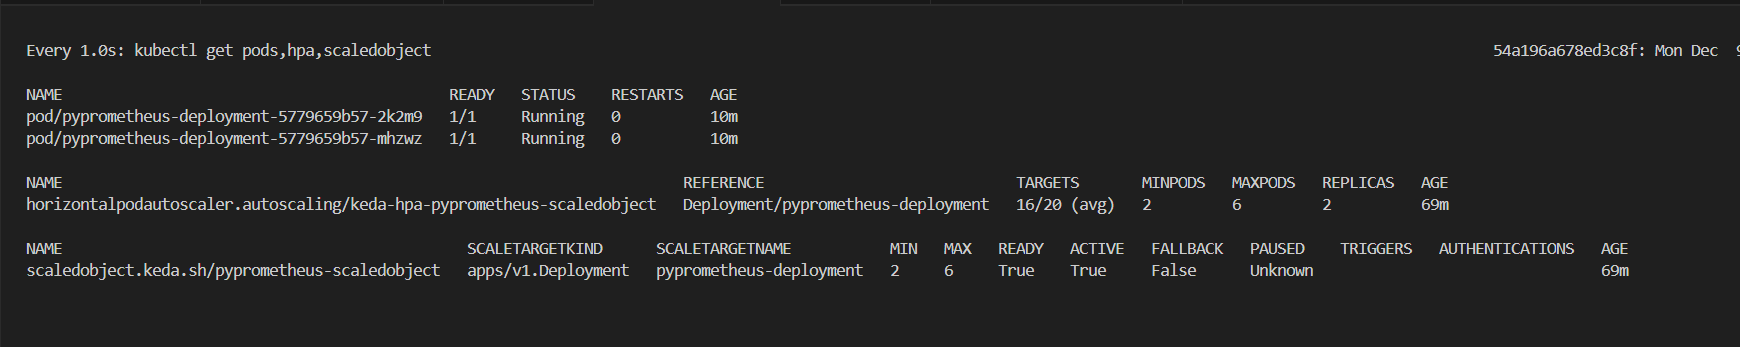 Every 1.0s: kubectl get pods,hpa,scaledobject 54a196a678ed3c8f: Mon Dec 9
NAME READY STATUS RESTARTS AGE
pod/pyprometheus-deployment-5779659b57-2k2m9 1/1 Running 0 10m
pod/pyprometheus-deployment-5779659b57-mhzwz 1/1 Running 0 10m
NAME REFERENCE TARGETS MINPODS MAXPODS REPLICAS AGE
horizontalpodautoscaler.autoscaling/keda-hpa-pyprometheus-scaledobject Deployment/pyprometheus-deployment 16/20 (avg) 2 6 2 69m
NAME SCALETARGETKIND SCALETARGETNAME MIN MAX READY ACTIVE FALLBACK PAUSED TRIGGERS AUTHENTICATIONS AGE
scaledobject.keda.sh/pyprometheus-scaledobject apps/v1.Deployment pyprometheus-deployment 2 6 True True False Unknown 69m